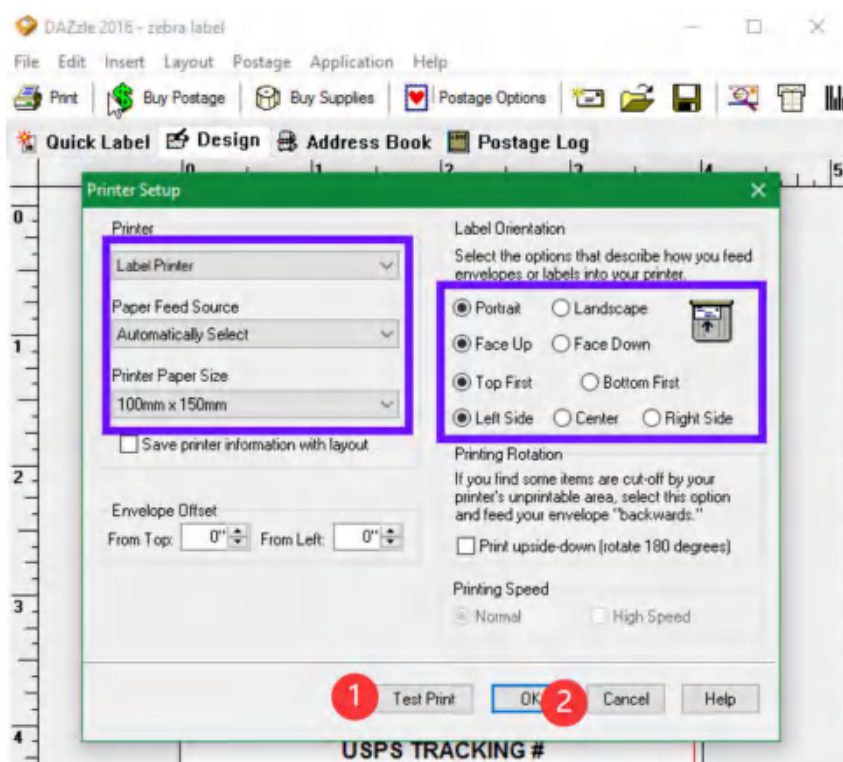 DAZzle 2016 - zebra label
File Edit Insert Layout Postage Application Help
Print Buy Postage Buy Supplies Postage Options
Quick Label Design Address Book Postage Log
0 1 2 3 4 5
Printer Setup
0
Printer
Label Printer
Paper Feed Source
Automatically Select
1
Printer Paper Size
100mm x 150mm
Save printer information with layout
Label Orientation
Select the options that describe how you feed
envelopes or labels into your printer.
Portrait Landscape
Face Up Face Down
Top First Bottom First
Left Side Center Right Side
2
Envelope Offset
From Top: 0" From Left: 0"
Printing Rotation
If you find some items are cut-off by your
printer's unprintable area, select this option
and feed your envelope "backwards."
Print upside-down (rotate 180 degrees)
3
Printing Speed
Normal High Speed
1 Test Print OK 2 Cancel Help
4
USPS TRACKING #